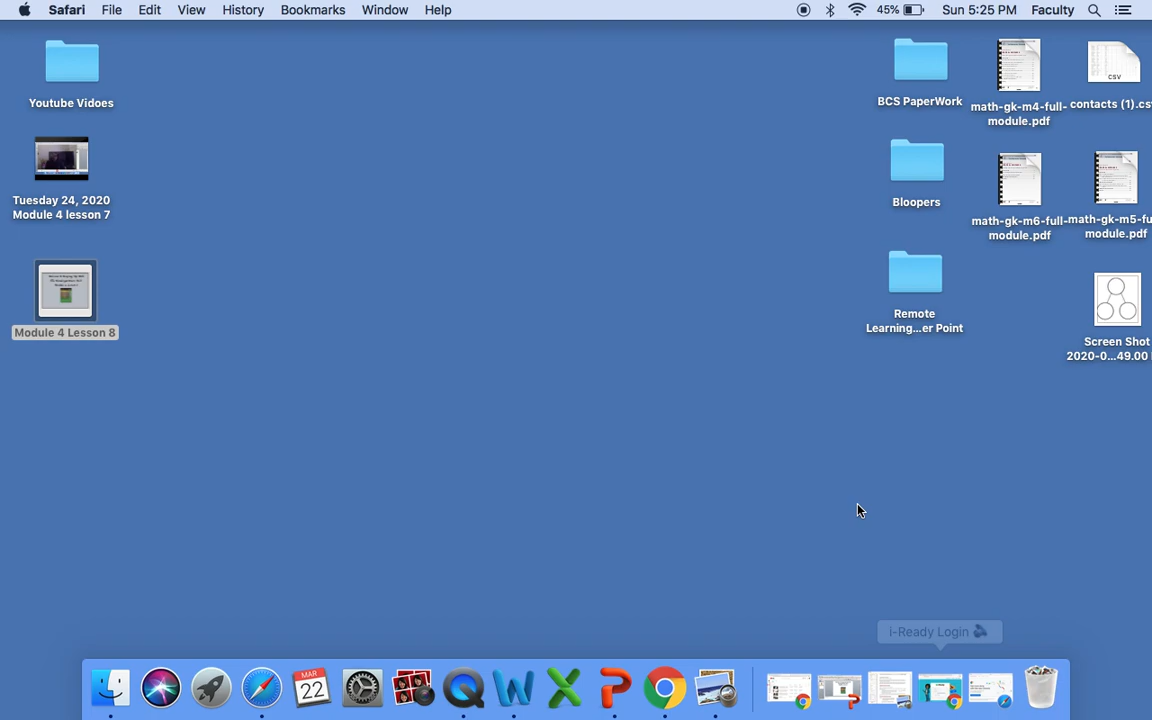 Safari File Edit View History Bookmarks Window Help 45% Sun 5:25 PM Faculty
Youtube Vidoes
Tuesday 24, 2020
Module 4 lesson 7
Module 4 Lesson 8
BCS PaperWork
math-gk-m4-full-
module.pdf
contacts (1).cs
CSV
Bloopers
math-gk-m6-full-
module.pdf
math-gk-m5-fu
module.pdf
Remote
Learning...er Point
Screen Shot
2020-0...49.00
i-Ready Login
MAR
22